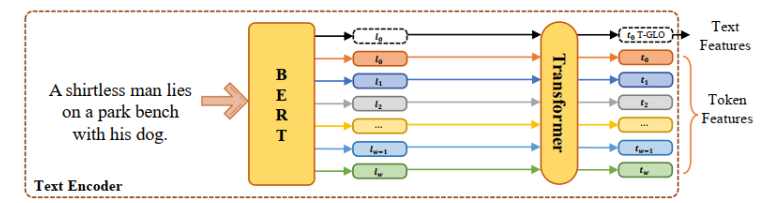 A shirtless man lies
on a park bench
with his dog.
B
E
R
T
l₀
l₀
l₁
l₂
...
lw=1
lw
Transformer
t₀ T-GLO
t₀
t₁
t₂
...
tw=1
tw
Text
Features
Token
Features
Text Encoder